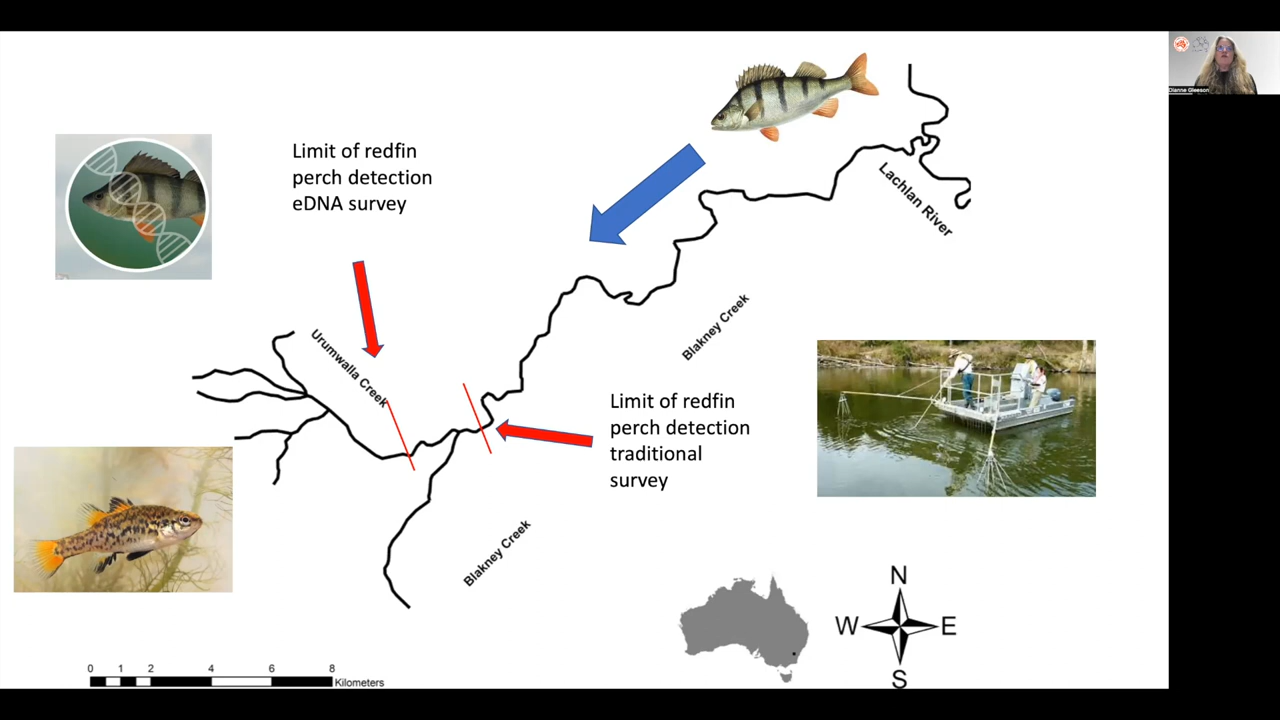 Dianne Gleeson
Limit of redfin
perch detection
eDNA survey
Lachlan River
Blakney Creek
Urumwalla Creek
Limit of redfin
perch detection
traditional
survey
Blakney Creek
N
W
E
S
0 1 2 4 6 8
Kilometers